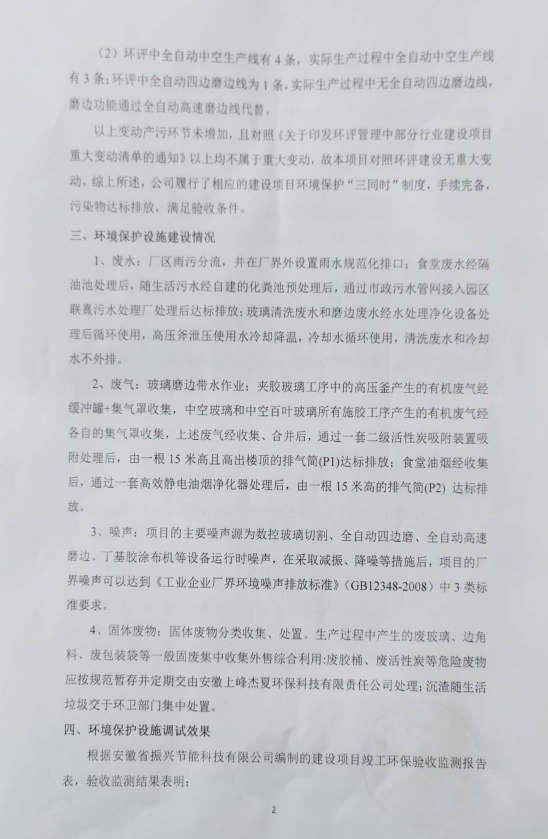 （2）环评中全自动中空生产线有 4 条，实际生产过程中全自动中空生产线
有 3 条；环评中全自动四边磨边线为 1 条，实际生产过程中无全自动四边磨边线，
磨边功能通过全自动高速磨边线代替。
以上变动产污环节未增加，且对照《关于印发环评管理中部分行业建设项目
重大变动清单的通知》以上均不属于重大变动，故本项目对照环评建设无重大变
动。综上所述，公司履行了相应的建设项目环境保护“三同时”制度，手续完备，
污染物达标排放，满足验收条件。
三、环境保护设施建设情况
1、废水：厂区雨污分流，并在厂界外设置雨水规范化排口；食堂废水经隔
油池处理后，随生活污水经自建的化粪池预处理后，通过市政污水管网接入园区
联熹污水处理厂处理后达标排放；玻璃清洗废水和磨边废水经水处理净化设备处
理后循环使用，高压斧泄压使用水冷却降温，冷却水循环使用，清洗废水和冷却
水不外排。
2、废气：玻璃磨边带水作业；夹胶玻璃工序中的高压釜产生的有机废气经
缓冲罐+集气罩收集，中空玻璃和中空百叶玻璃所有施胶工序产生的有机废气经
各自的集气罩收集，上述废气经收集、合并后，通过一套二级活性炭吸附装置吸
附处理后，由一根 15 米高且高出楼顶的排气筒(P1)达标排放；食堂油烟经收集
后，通过一套高效静电油烟净化器处理后，由一根 15 米高的排气筒(P2) 达标排
放。
3、噪声：项目的主要噪声源为数控玻璃切割、全自动四边磨、全自动高速
磨边、丁基胶涂布机等设备运行时噪声，在采取减振、降噪等措施后，项目的厂
界噪声可以达到《工业企业厂界环境噪声排放标准》（GB12348-2008）中 3 类标
准要求。
4、固体废物：固体废物分类收集、处置。生产过程中产生的废玻璃、边角
料、废包装袋等一般固废集中收集外售综合利用；废胶桶、废活性炭等危险废物
应按规范暂存并定期交由安徽上峰杰夏环保科技有限责任公司处理；沉渣随生活
垃圾交于环卫部门集中处置。
四、环境保护设施调试效果
根据安徽省振兴节能科技有限公司编制的建设项目竣工环保验收监测报告
表，验收监测结果表明：
2